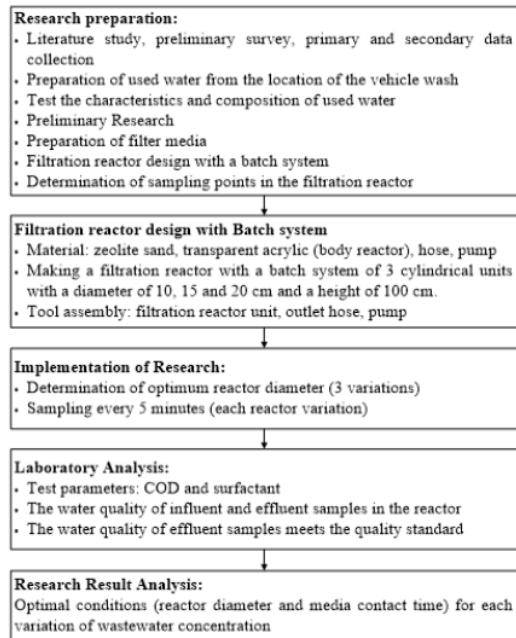 Research preparation:
• Literature study, preliminary survey, primary and secondary data
collection
• Preparation of used water from the location of the vehicle wash
• Test the characteristics and composition of used water
• Preliminary Research
• Preparation of filter media
• Filtration reactor design with a batch system
• Determination of sampling points in the filtration reactor
Filtration reactor design with Batch system
• Material: zeolite sand, transparent acrylic (body reactor), hose, pump
• Making a filtration reactor with a batch system of 3 cylindrical units
with a diameter of 10, 15 and 20 cm and a height of 100 cm.
• Tool assembly: filtration reactor unit, outlet hose, pump
Implementation of Research:
• Determination of optimum reactor diameter (3 variations)
• Sampling every 5 minutes (each reactor variation)
Laboratory Analysis:
• Test parameters: COD and surfactant
• The water quality of influent and effluent samples in the reactor
• The water quality of effluent samples meets the quality standard
Research Result Analysis:
Optimal conditions (reactor diameter and media contact time) for each
variation of wastewater concentration